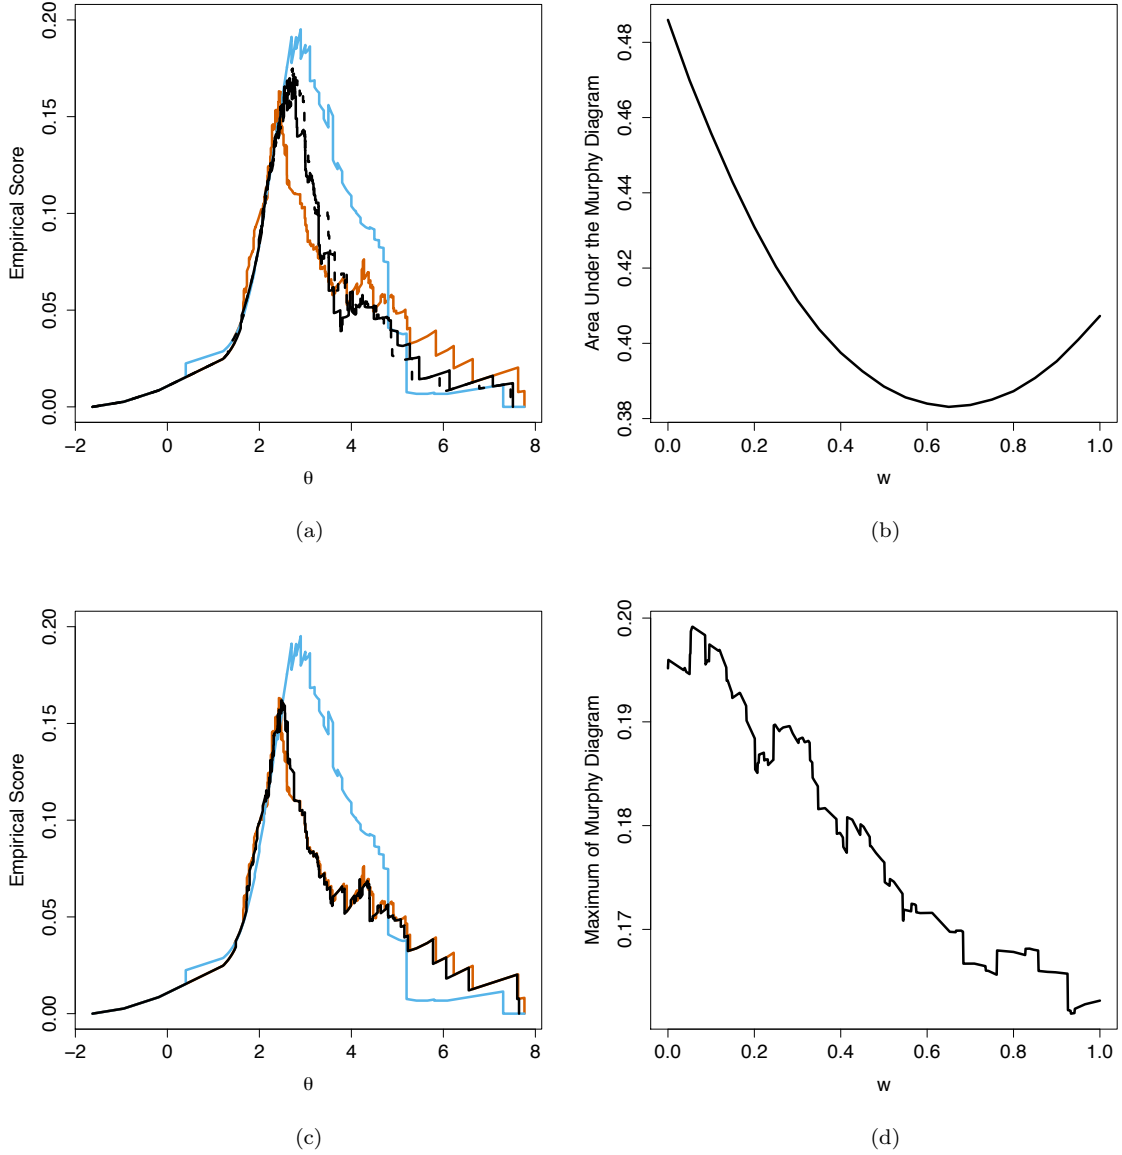 Empirical Score
0.00 0.05 0.10 0.15 0.20
−2 0 2 4 6 8
θ
(a)
Area Under the Murphy Diagram
0.38 0.40 0.42 0.44 0.46 0.48
0.0 0.2 0.4 0.6 0.8 1.0
w
(b)
Empirical Score
0.00 0.05 0.10 0.15 0.20
−2 0 2 4 6 8
θ
(c)
Maximum of Murphy Diagram
0.17 0.18 0.19 0.20
0.0 0.2 0.4 0.6 0.8 1.0
w
(d)